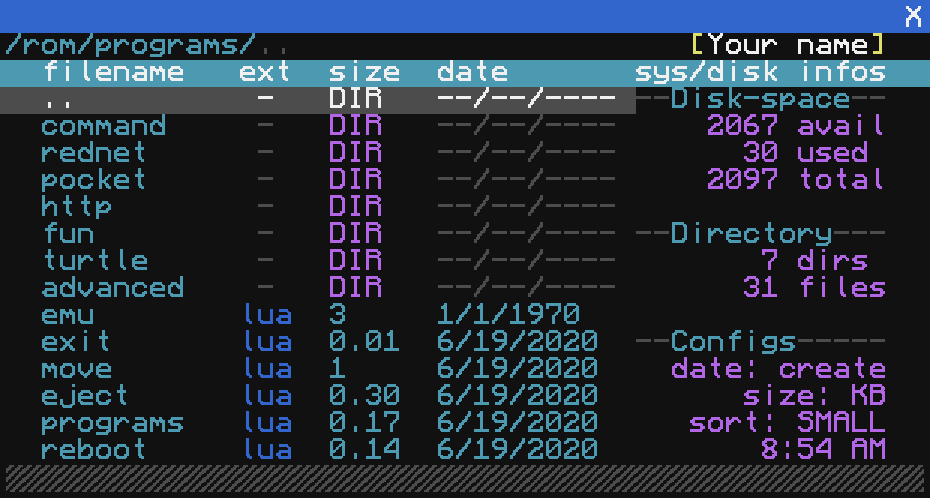 X
/rom/programs/.. [Your name]
filename ext size date sys/disk infos
.. - DIR --/--/---- --Disk-space--
command - DIR --/--/---- 2067 avail
rednet - DIR --/--/---- 30 used
pocket - DIR --/--/---- 2097 total
http - DIR --/--/----
fun - DIR --/--/---- --Directory---
turtle - DIR --/--/---- 7 dirs
advanced - DIR --/--/---- 31 files
emu lua 3 1/1/1970
exit lua 0.01 6/19/2020 --Configs-----
move lua 1 6/19/2020 date: create
eject lua 0.30 6/19/2020 size: KB
programs lua 0.17 6/19/2020 sort: SMALL
reboot lua 0.14 6/19/2020 8:54 AM